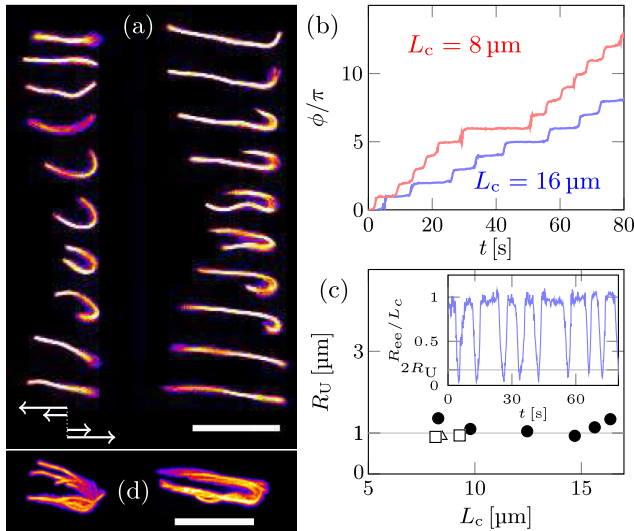 (a)
(b)
L_c = 8 µm
L_c = 16 µm
ϕ/π
0
5
10
0 20 40 60 80
t [s]
(c)
R_U [µm]
0
1
3
5 10 15
L_c [µm]
R_ee/L_c
1
0.5
2R_U
0
0 30 60
t [s]
(d)